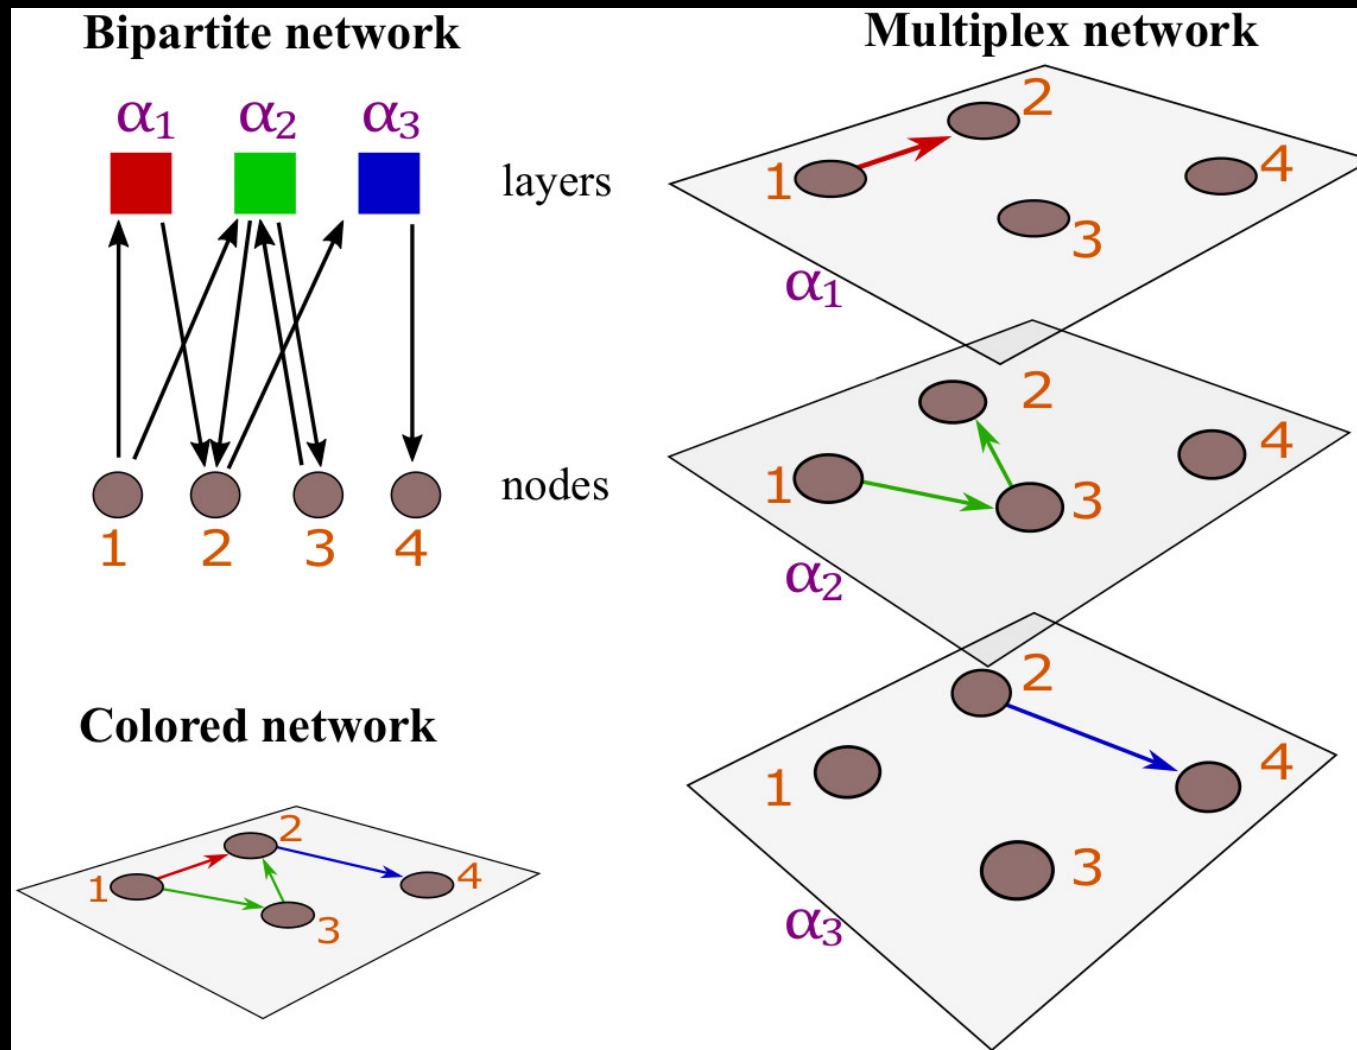 Bipartite network
α1 α2 α3
layers
nodes
1 2 3 4
Colored network
1 2 3 4
Multiplex network
1 2 3 4
α1
1 2 3 4
α2
1 2 3 4
α3